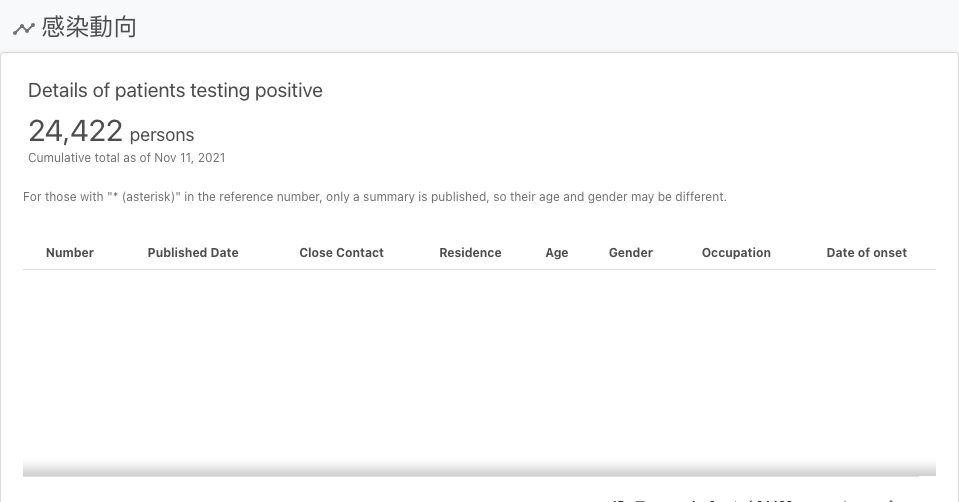 感染動向
Details of patients testing positive
24,422 persons
Cumulative total as of Nov 11, 2021
For those with "* (asterisk)" in the reference number, only a summary is published, so their age and gender may be different.
Number Published Date Close Contact Residence Age Gender Occupation Date of onset